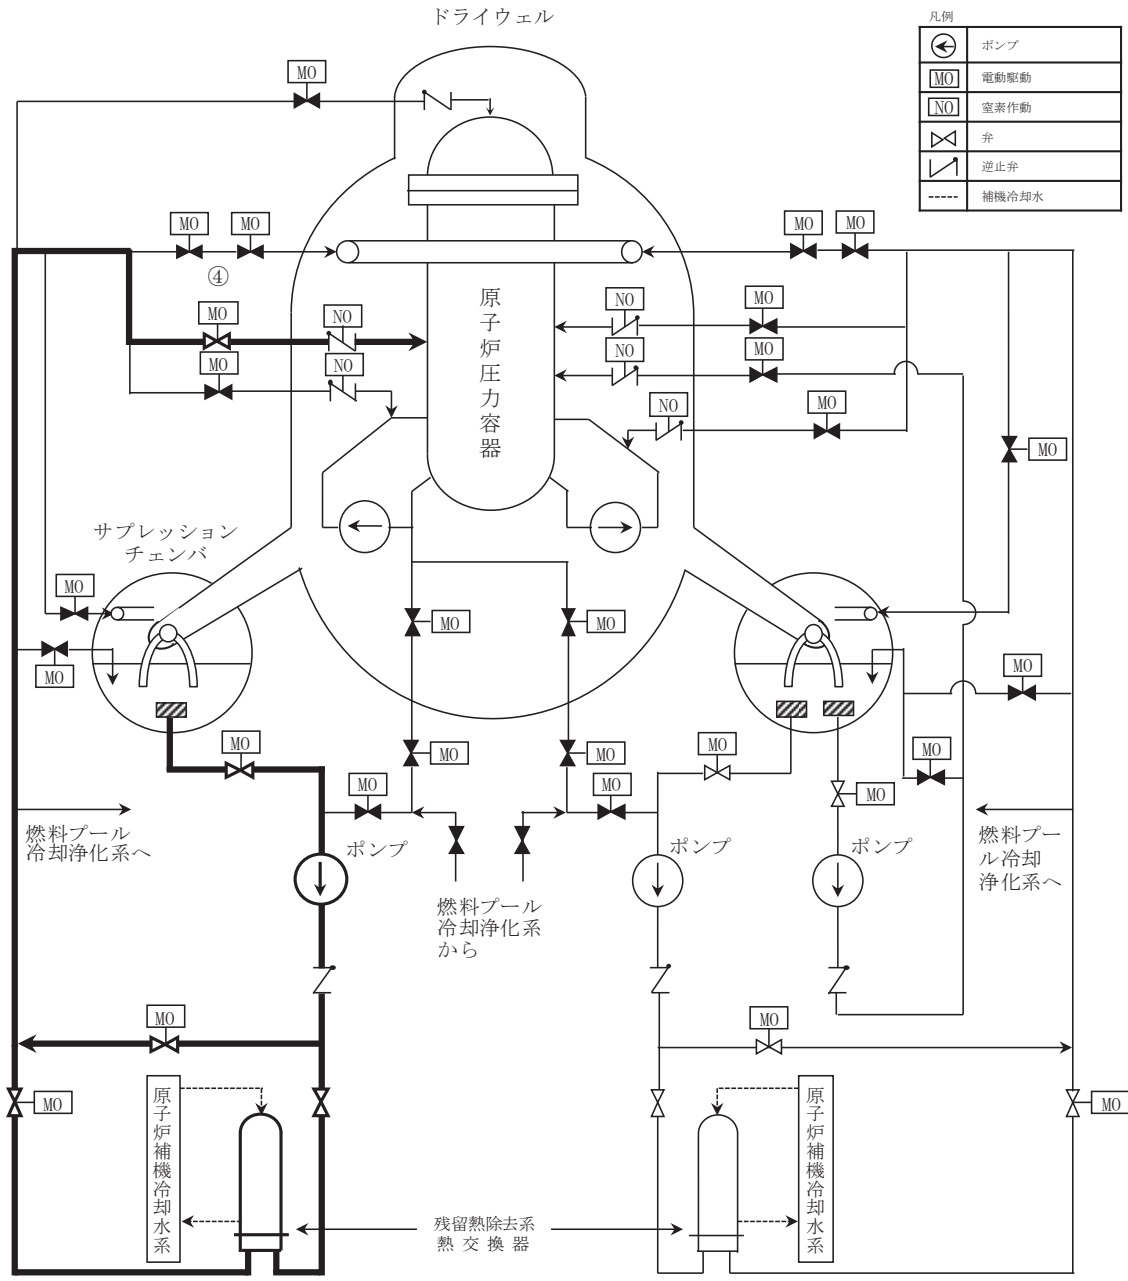 ドライウェル
凡例
ポンプ
MO 電動駆動
NO 窒素作動
弁
逆止弁
補機冷却水
MO
MO
MO
MO
MO
④
MO
NO
MO
NO
NO
MO
NO
MO
NO
MO
MO
原子炉圧力容器
サプレッション
チェンバ
MO
MO
MO
MO
MO
MO
MO
MO
MO
MO
MO
MO
MO
MO
燃料プール
冷却浄化系へ
ポンプ
ポンプ
ポンプ
燃料プー
ル冷却
浄化系へ
燃料プール
冷却浄化系
から
MO
MO
MO
MO
原子炉補機冷却水系
原子炉補機冷却水系
残留熱除去系
熱交換器